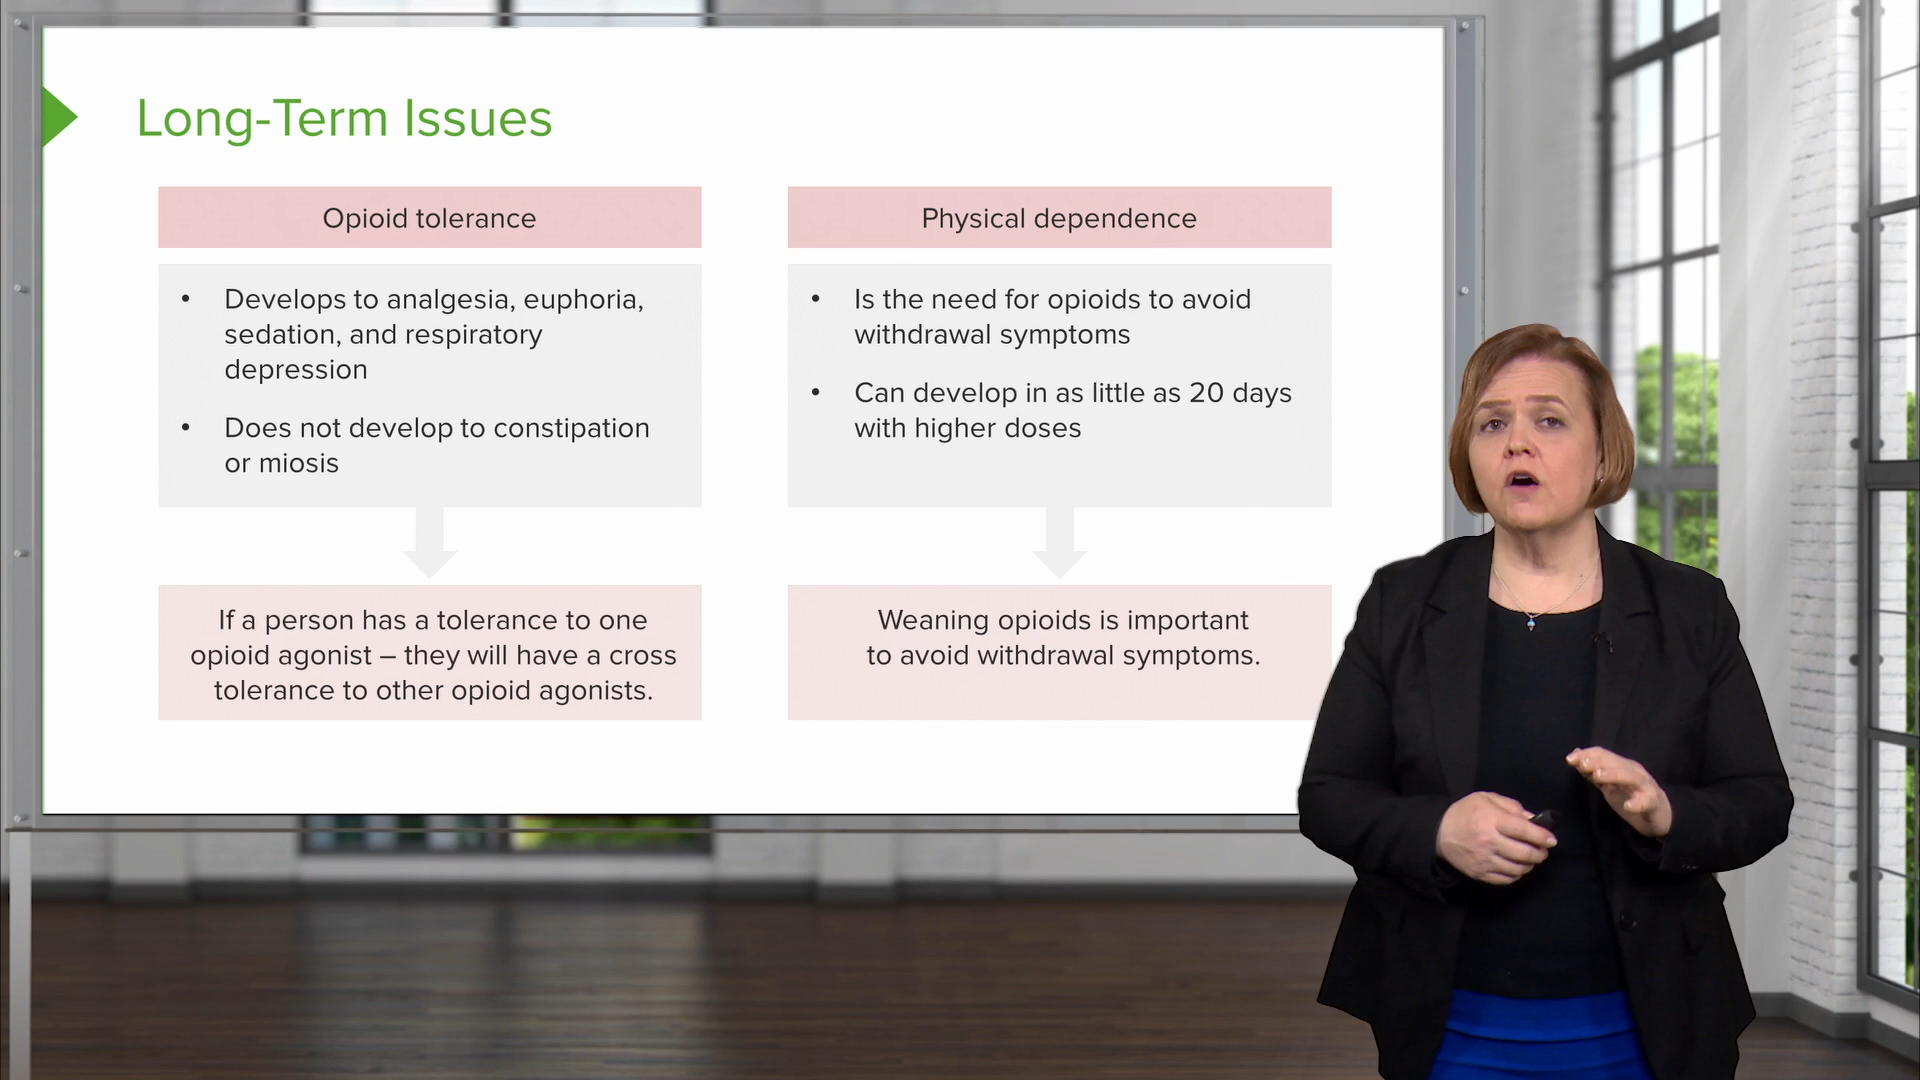 Long-Term Issues
Opioid tolerance
• Develops to analgesia, euphoria,
sedation, and respiratory
depression
• Does not develop to constipation
or miosis
If a person has a tolerance to one
opioid agonist – they will have a cross
tolerance to other opioid agonists.
Physical dependence
• Is the need for opioids to avoid
withdrawal symptoms
• Can develop in as little as 20 days
with higher doses
Weaning opioids is important
to avoid withdrawal symptoms.